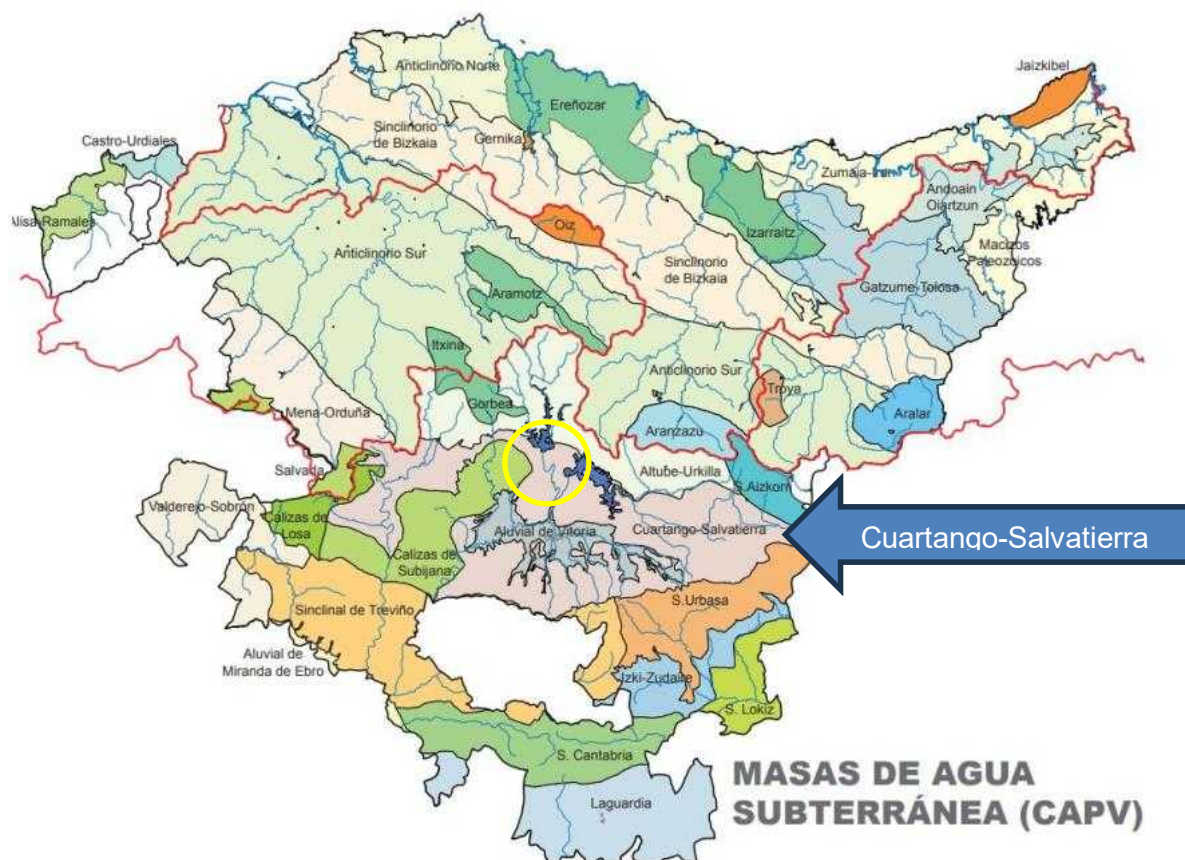 Anticlinorio Norte
Jaizkibel
Ereñozar
Sinclinorio
de Bizkaia
Gernika
Castro-Urdiales
Zumaia-Irun
Andoain
Oiartzun
Alisa-Ramales
Oiz
Izarraitz
Macizos
Paleozoicos
Anticlinorio Sur
Sinclinorio
de Bizkaia
Gatzume-Tolosa
Aramotz
Itxina
Anticlinorio Sur
Troya
Mena-Orduña
Gorbea
Aralar
Aranzazu
Salvada
Altube-Urkilla
S.Aizkorri
Valderejo-Sobrón
Calizas de
Losa
Aluvial de Vitoria
Cuartango-Salvatierra
Cuartango-Salvatierra
Calizas de
Subijana
S.Urbasa
Sinclinal de Treviño
Aluvial de
Miranda de Ebro
Izki-Zudaire
S. Lokiz
S. Cantabria
MASAS DE AGUA
SUBTERRÁNEA (CAPV)
Laguardia